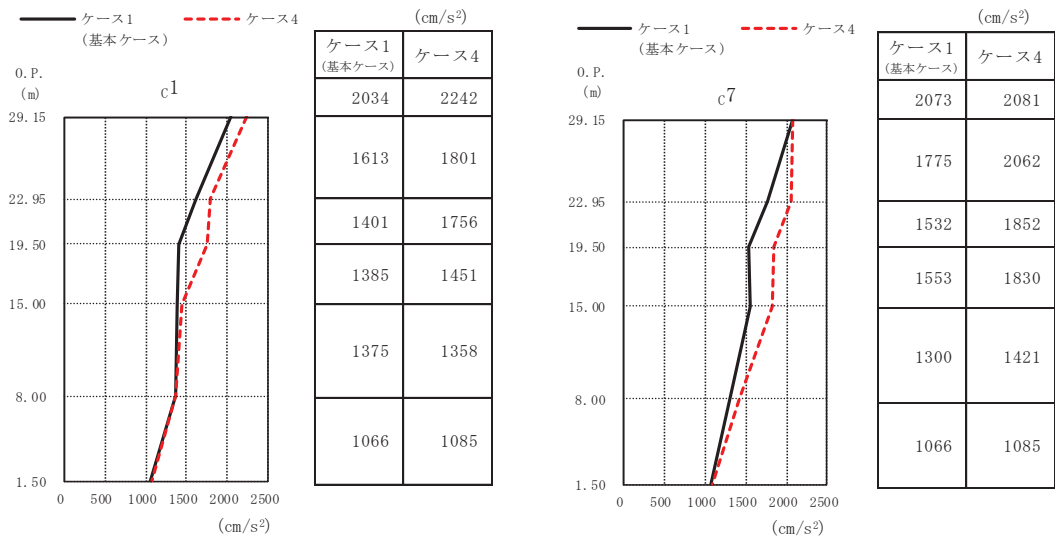 ケース1 ケース4
(基本ケース)
(cm/s²)
ケース1 ケース4
(基本ケース)
O.P.
(m)
C1
2034 2242
29.15
1613 1801
22.95
1401 1756
19.50
1385 1451
15.00
1375 1358
8.00
1066 1085
1.50
0 500 1000 1500 2000 2500
(cm/s²)
ケース1 ケース4
(基本ケース)
(cm/s²)
ケース1 ケース4
(基本ケース)
O.P.
(m)
C7
2073 2081
29.15
1775 2062
22.95
1532 1852
19.50
1553 1830
15.00
1300 1421
8.00
1066 1085
1.50
0 500 1000 1500 2000 2500
(cm/s²)